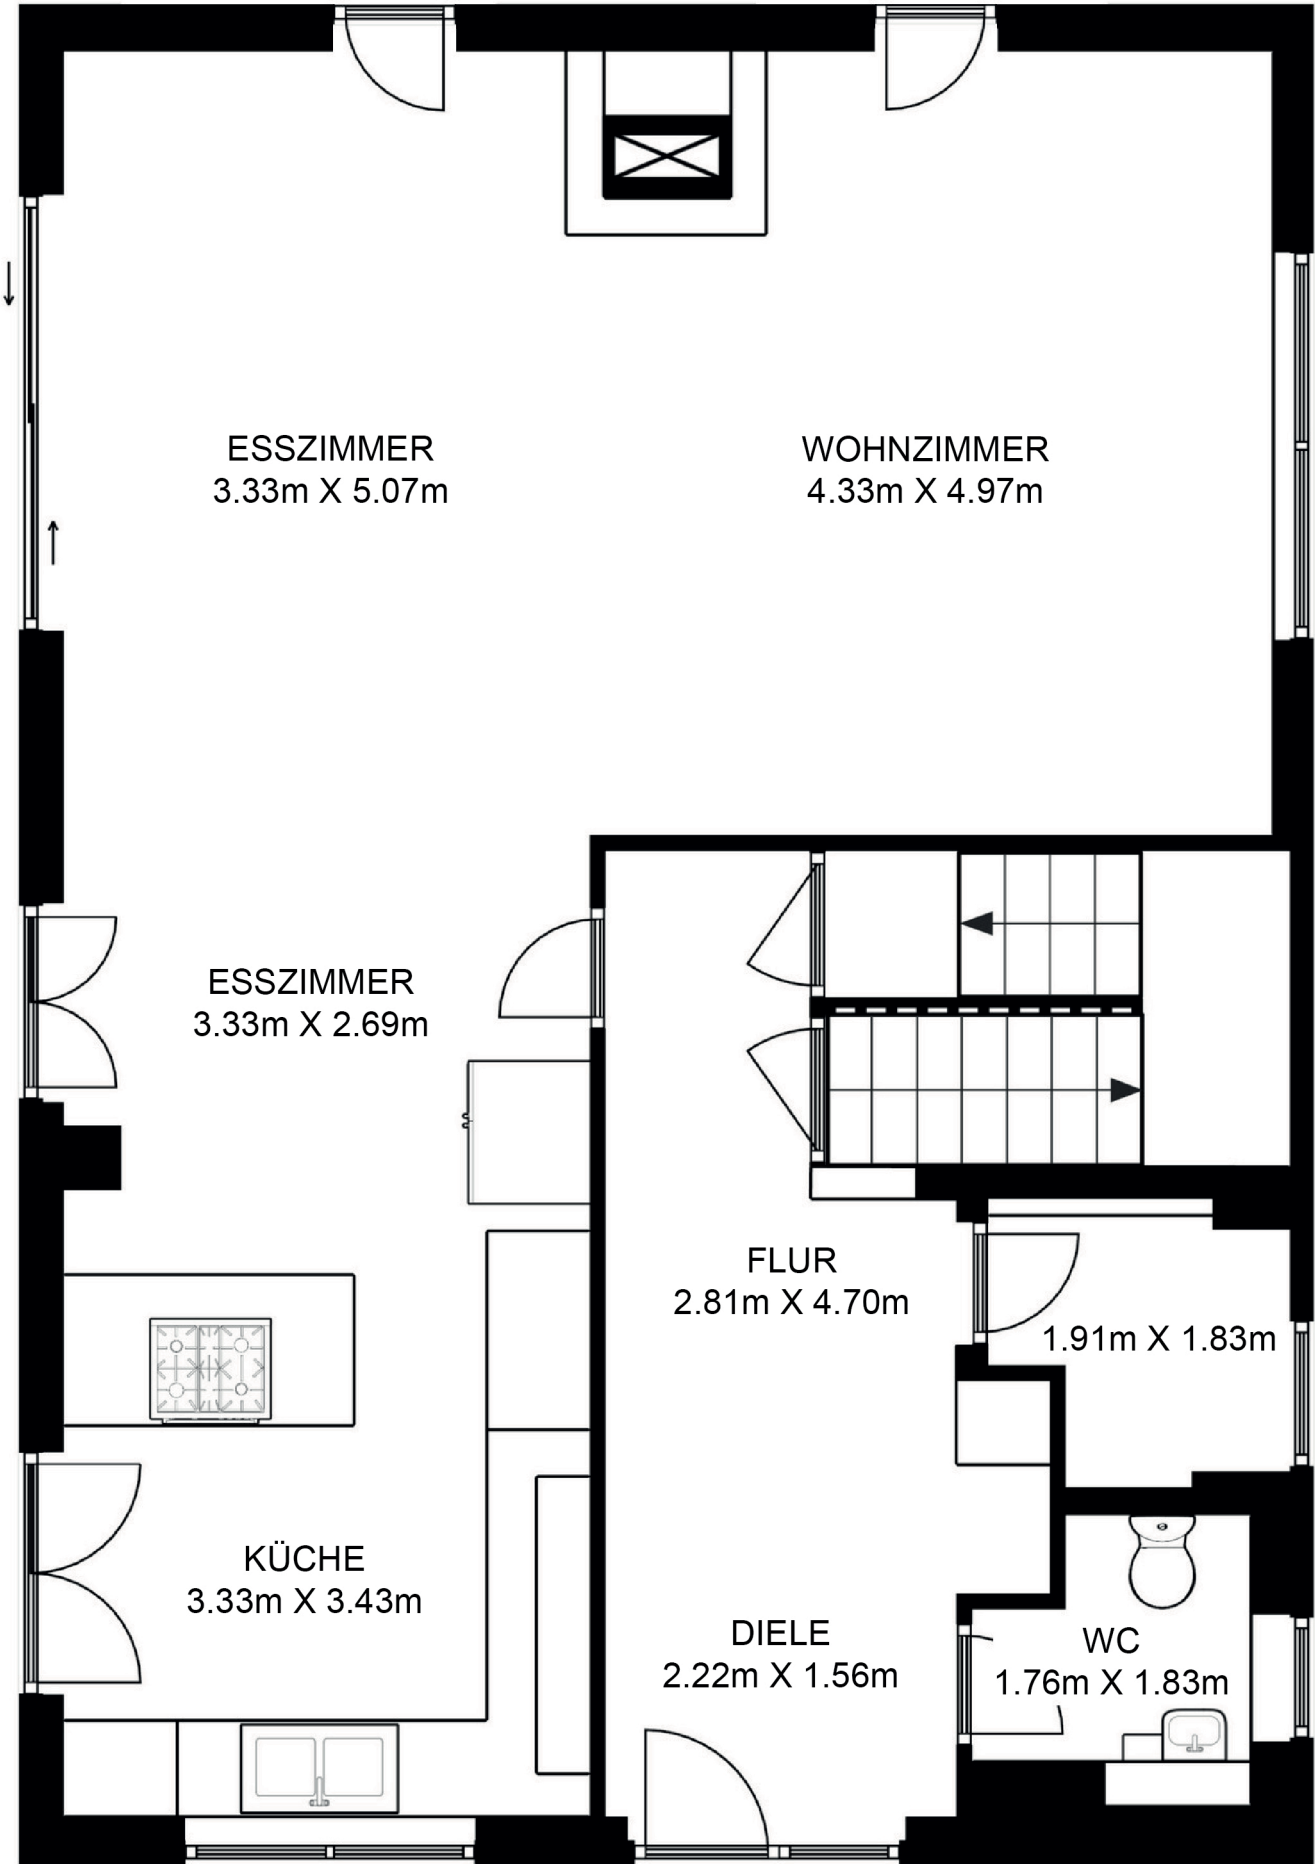 ESSZIMMER
3.33m X 5.07m
WOHNZIMMER
4.33m X 4.97m
ESSZIMMER
3.33m X 2.69m
FLUR
2.81m X 4.70m
1.91m X 1.83m
KÜCHE
3.33m X 3.43m
DIELE
2.22m X 1.56m
WC
1.76m X 1.83m